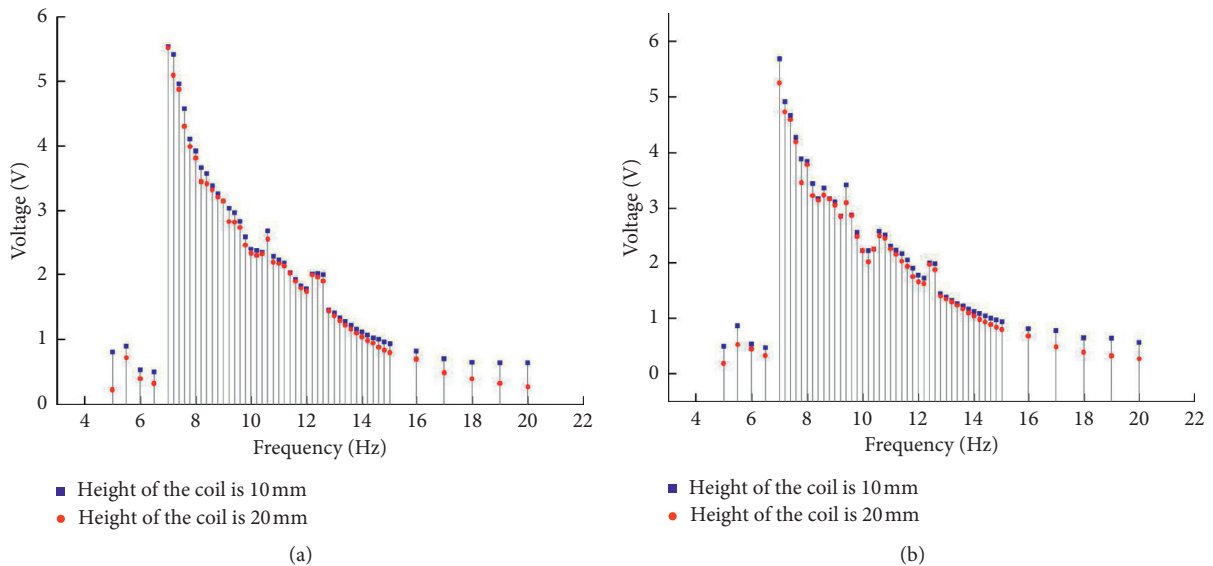 6
5
4
3
2
1
0
Voltage (V)
4 6 8 10 12 14 16 18 20 22
Frequency (Hz)
Height of the coil is 10 mm
Height of the coil is 20 mm
(a)
6
5
4
3
2
1
0
Voltage (V)
4 6 8 10 12 14 16 18 20 22
Frequency (Hz)
Height of the coil is 10 mm
Height of the coil is 20 mm
(b)